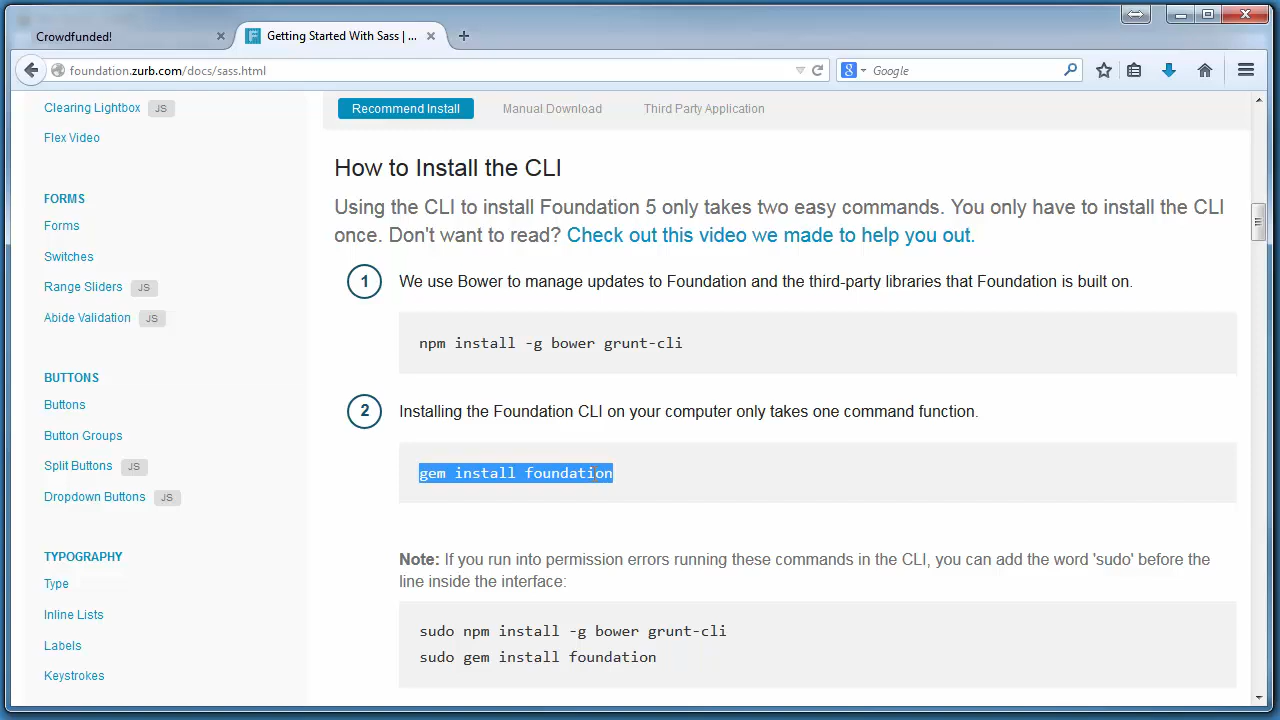 Crowdfunded!
Getting Started With Sass | ...
foundation.zurb.com/docs/sass.html
Google
Clearing Lightbox JS
Flex Video
FORMS
Forms
Switches
Range Sliders JS
Abide Validation JS
BUTTONS
Buttons
Button Groups
Split Buttons JS
Dropdown Buttons JS
TYPOGRAPHY
Type
Inline Lists
Labels
Keystrokes
Recommend Install Manual Download Third Party Application
How to Install the CLI
Using the CLI to install Foundation 5 only takes two easy commands. You only have to install the CLI
once. Don't want to read? Check out this video we made to help you out.
1 We use Bower to manage updates to Foundation and the third-party libraries that Foundation is built on.
npm install -g bower grunt-cli
2 Installing the Foundation CLI on your computer only takes one command function.
gem install foundation
Note: If you run into permission errors running these commands in the CLI, you can add the word 'sudo' before the
line inside the interface:
sudo npm install -g bower grunt-cli
sudo gem install foundation